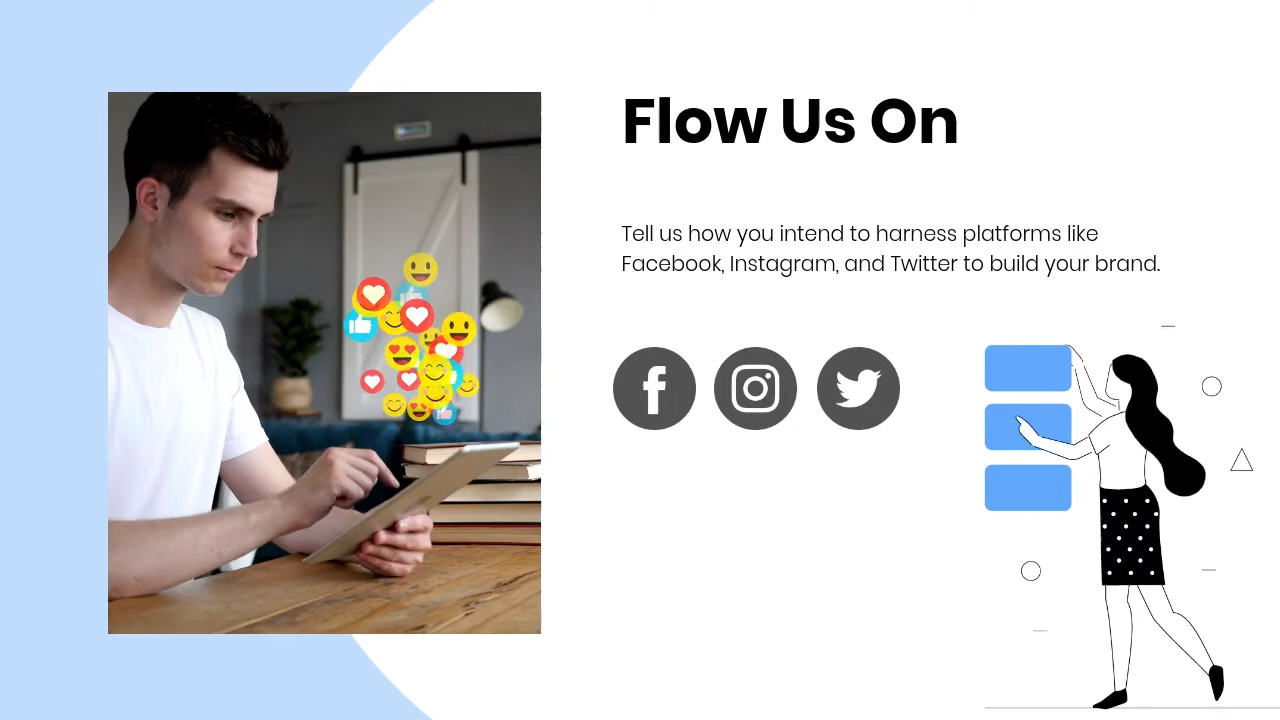 Flow Us On
Tell us how you intend to harness platforms like
Facebook, Instagram, and Twitter to build your brand.